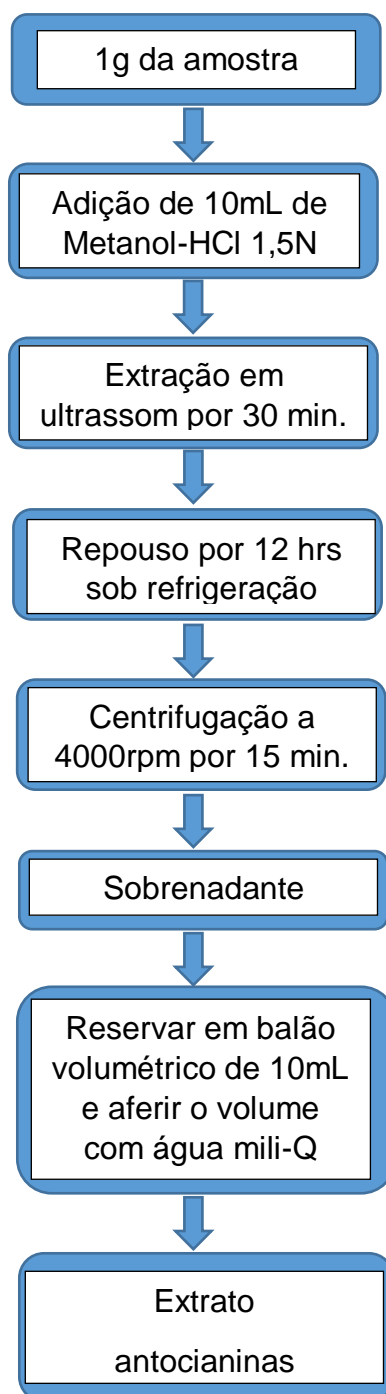 1g da amostra
Adição de 10mL de
Metanol-HCl 1,5N
Extração em
ultrassom por 30 min.
Repouso por 12 hrs
sob refrigeração
Centrifugação a
4000rpm por 15 min.
Sobrenadante
Reservar em balão
volumétrico de 10mL
e aferir o volume
com água mili-Q
Extrato
antocianinas